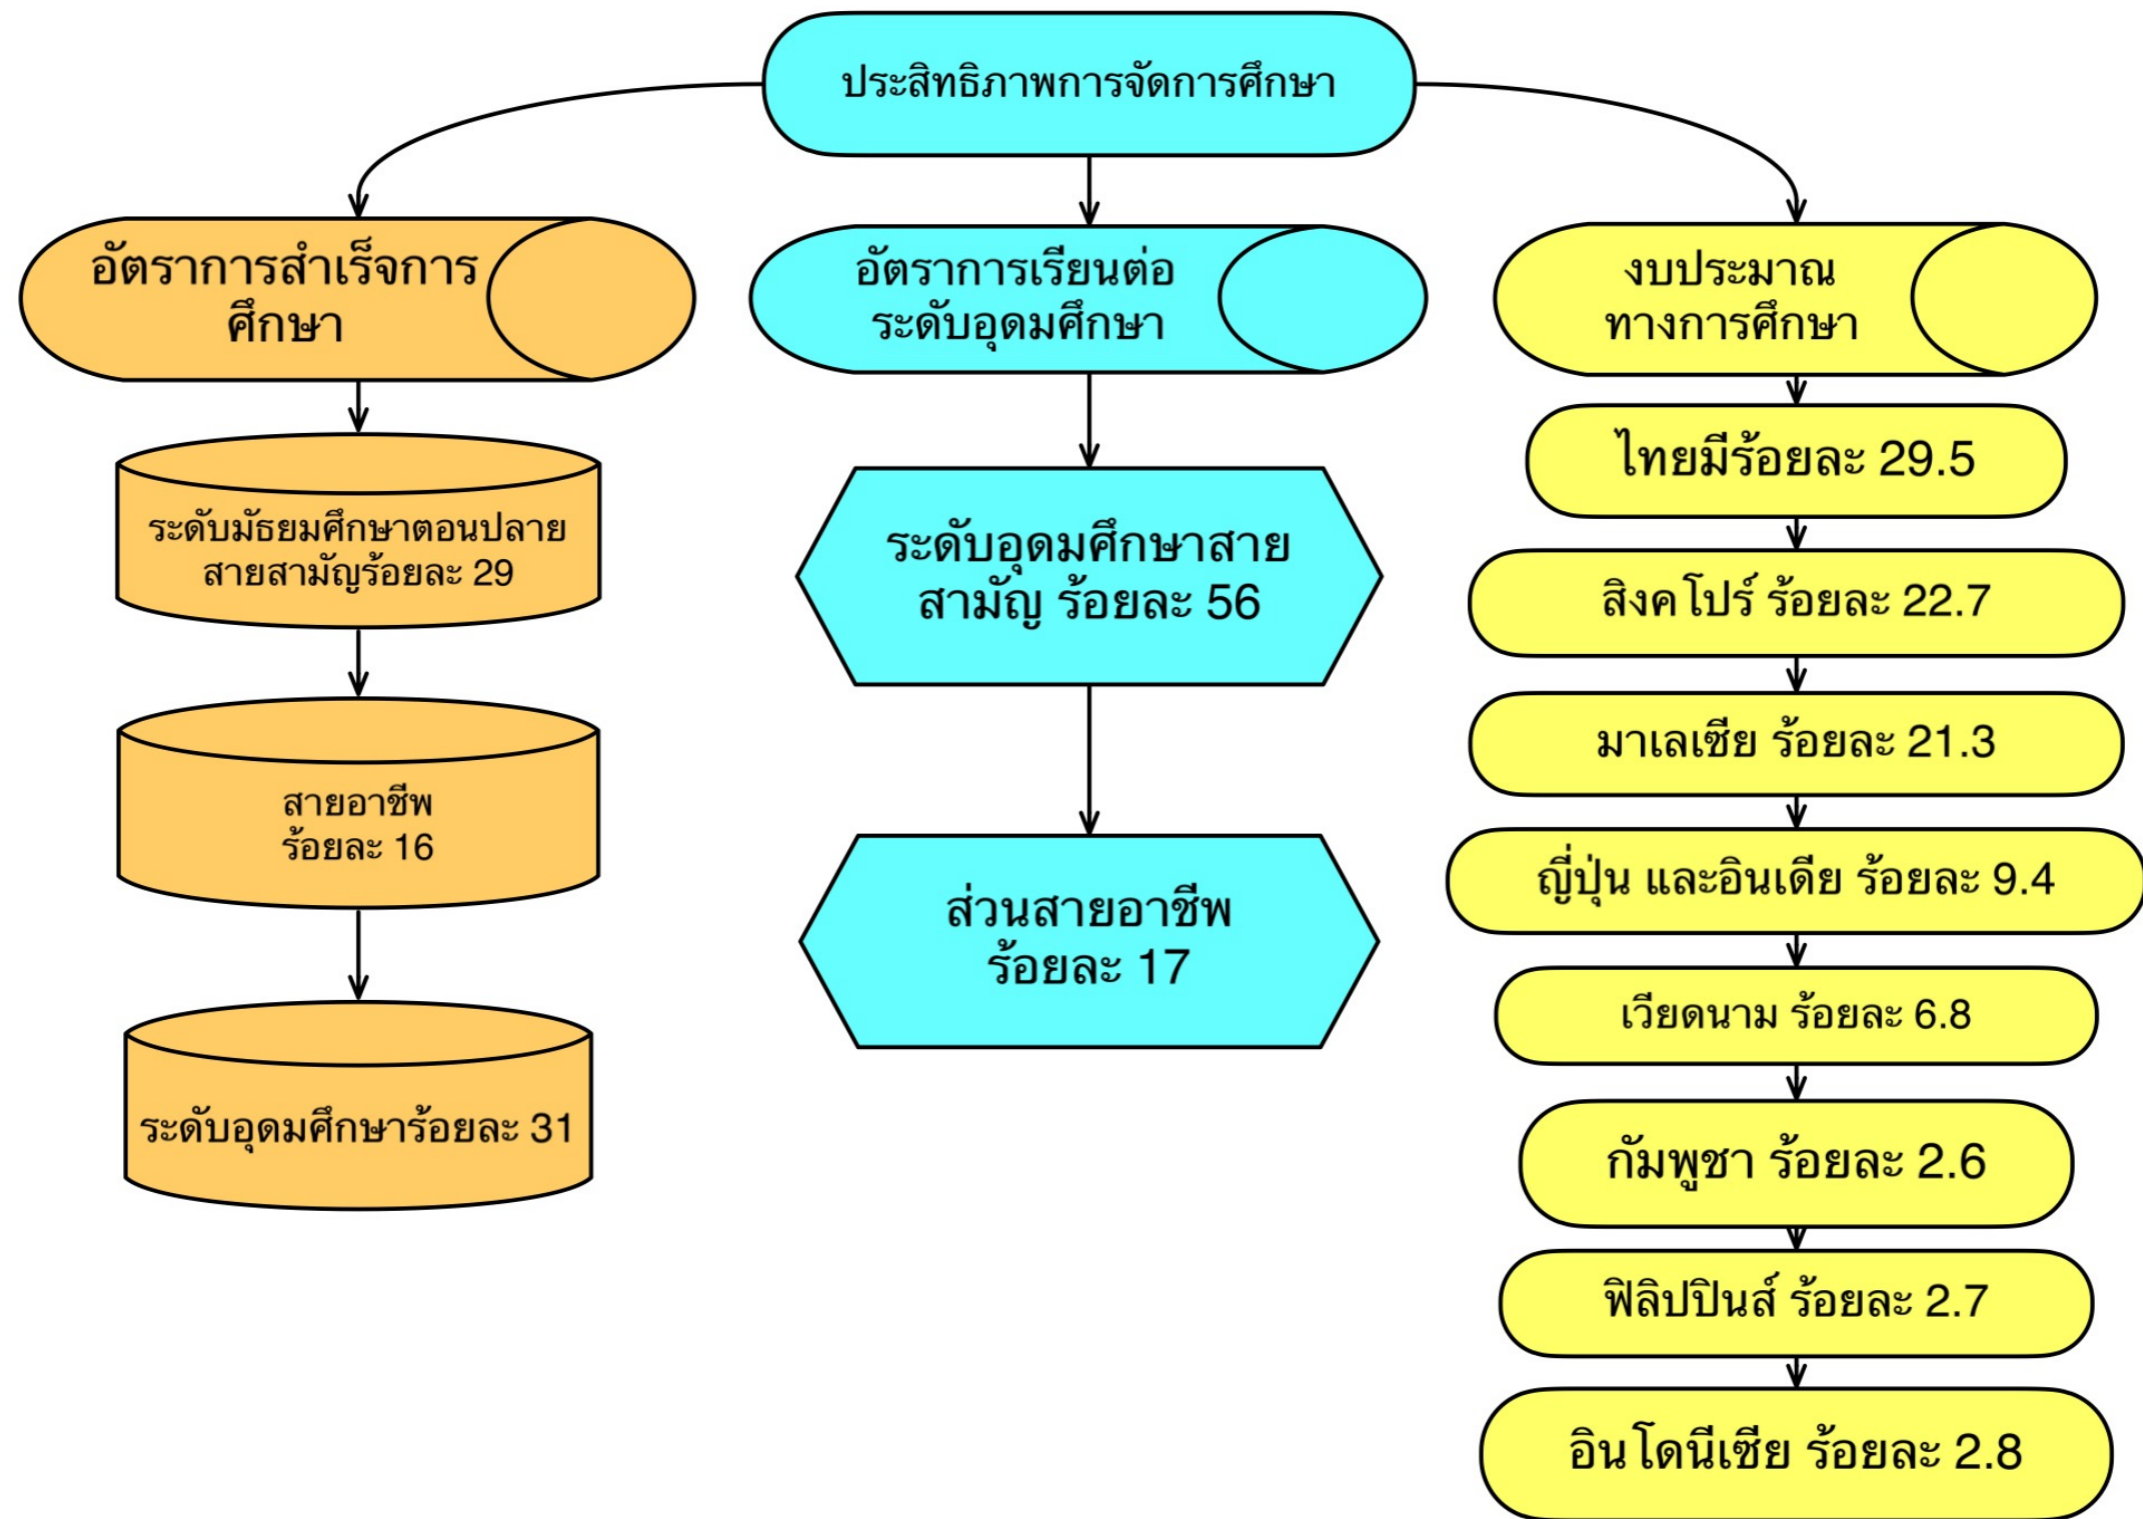 ประสิทธิภาพการจัดการศึกษา
อัตราการสำเร็จการ
ศึกษา
ระดับมัธยมศึกษาตอนปลาย
สายสามัญร้อยละ 29
สายอาชีพ
ร้อยละ 16
ระดับอุดมศึกษาร้อยละ 31
อัตราการเรียนต่อ
ระดับอุดมศึกษา
ระดับอุดมศึกษาสาย
สามัญ ร้อยละ 56
ส่วนสายอาชีพ
ร้อยละ 17
งบประมาณ
ทางการศึกษา
ไทยมีร้อยละ 29.5
สิงคโปร์ ร้อยละ 22.7
มาเลเซีย ร้อยละ 21.3
ญี่ปุ่น และอินเดีย ร้อยละ 9.4
เวียดนาม ร้อยละ 6.8
กัมพูชา ร้อยละ 2.6
ฟิลิปปินส์ ร้อยละ 2.7
อินโดนีเซีย ร้อยละ 2.8